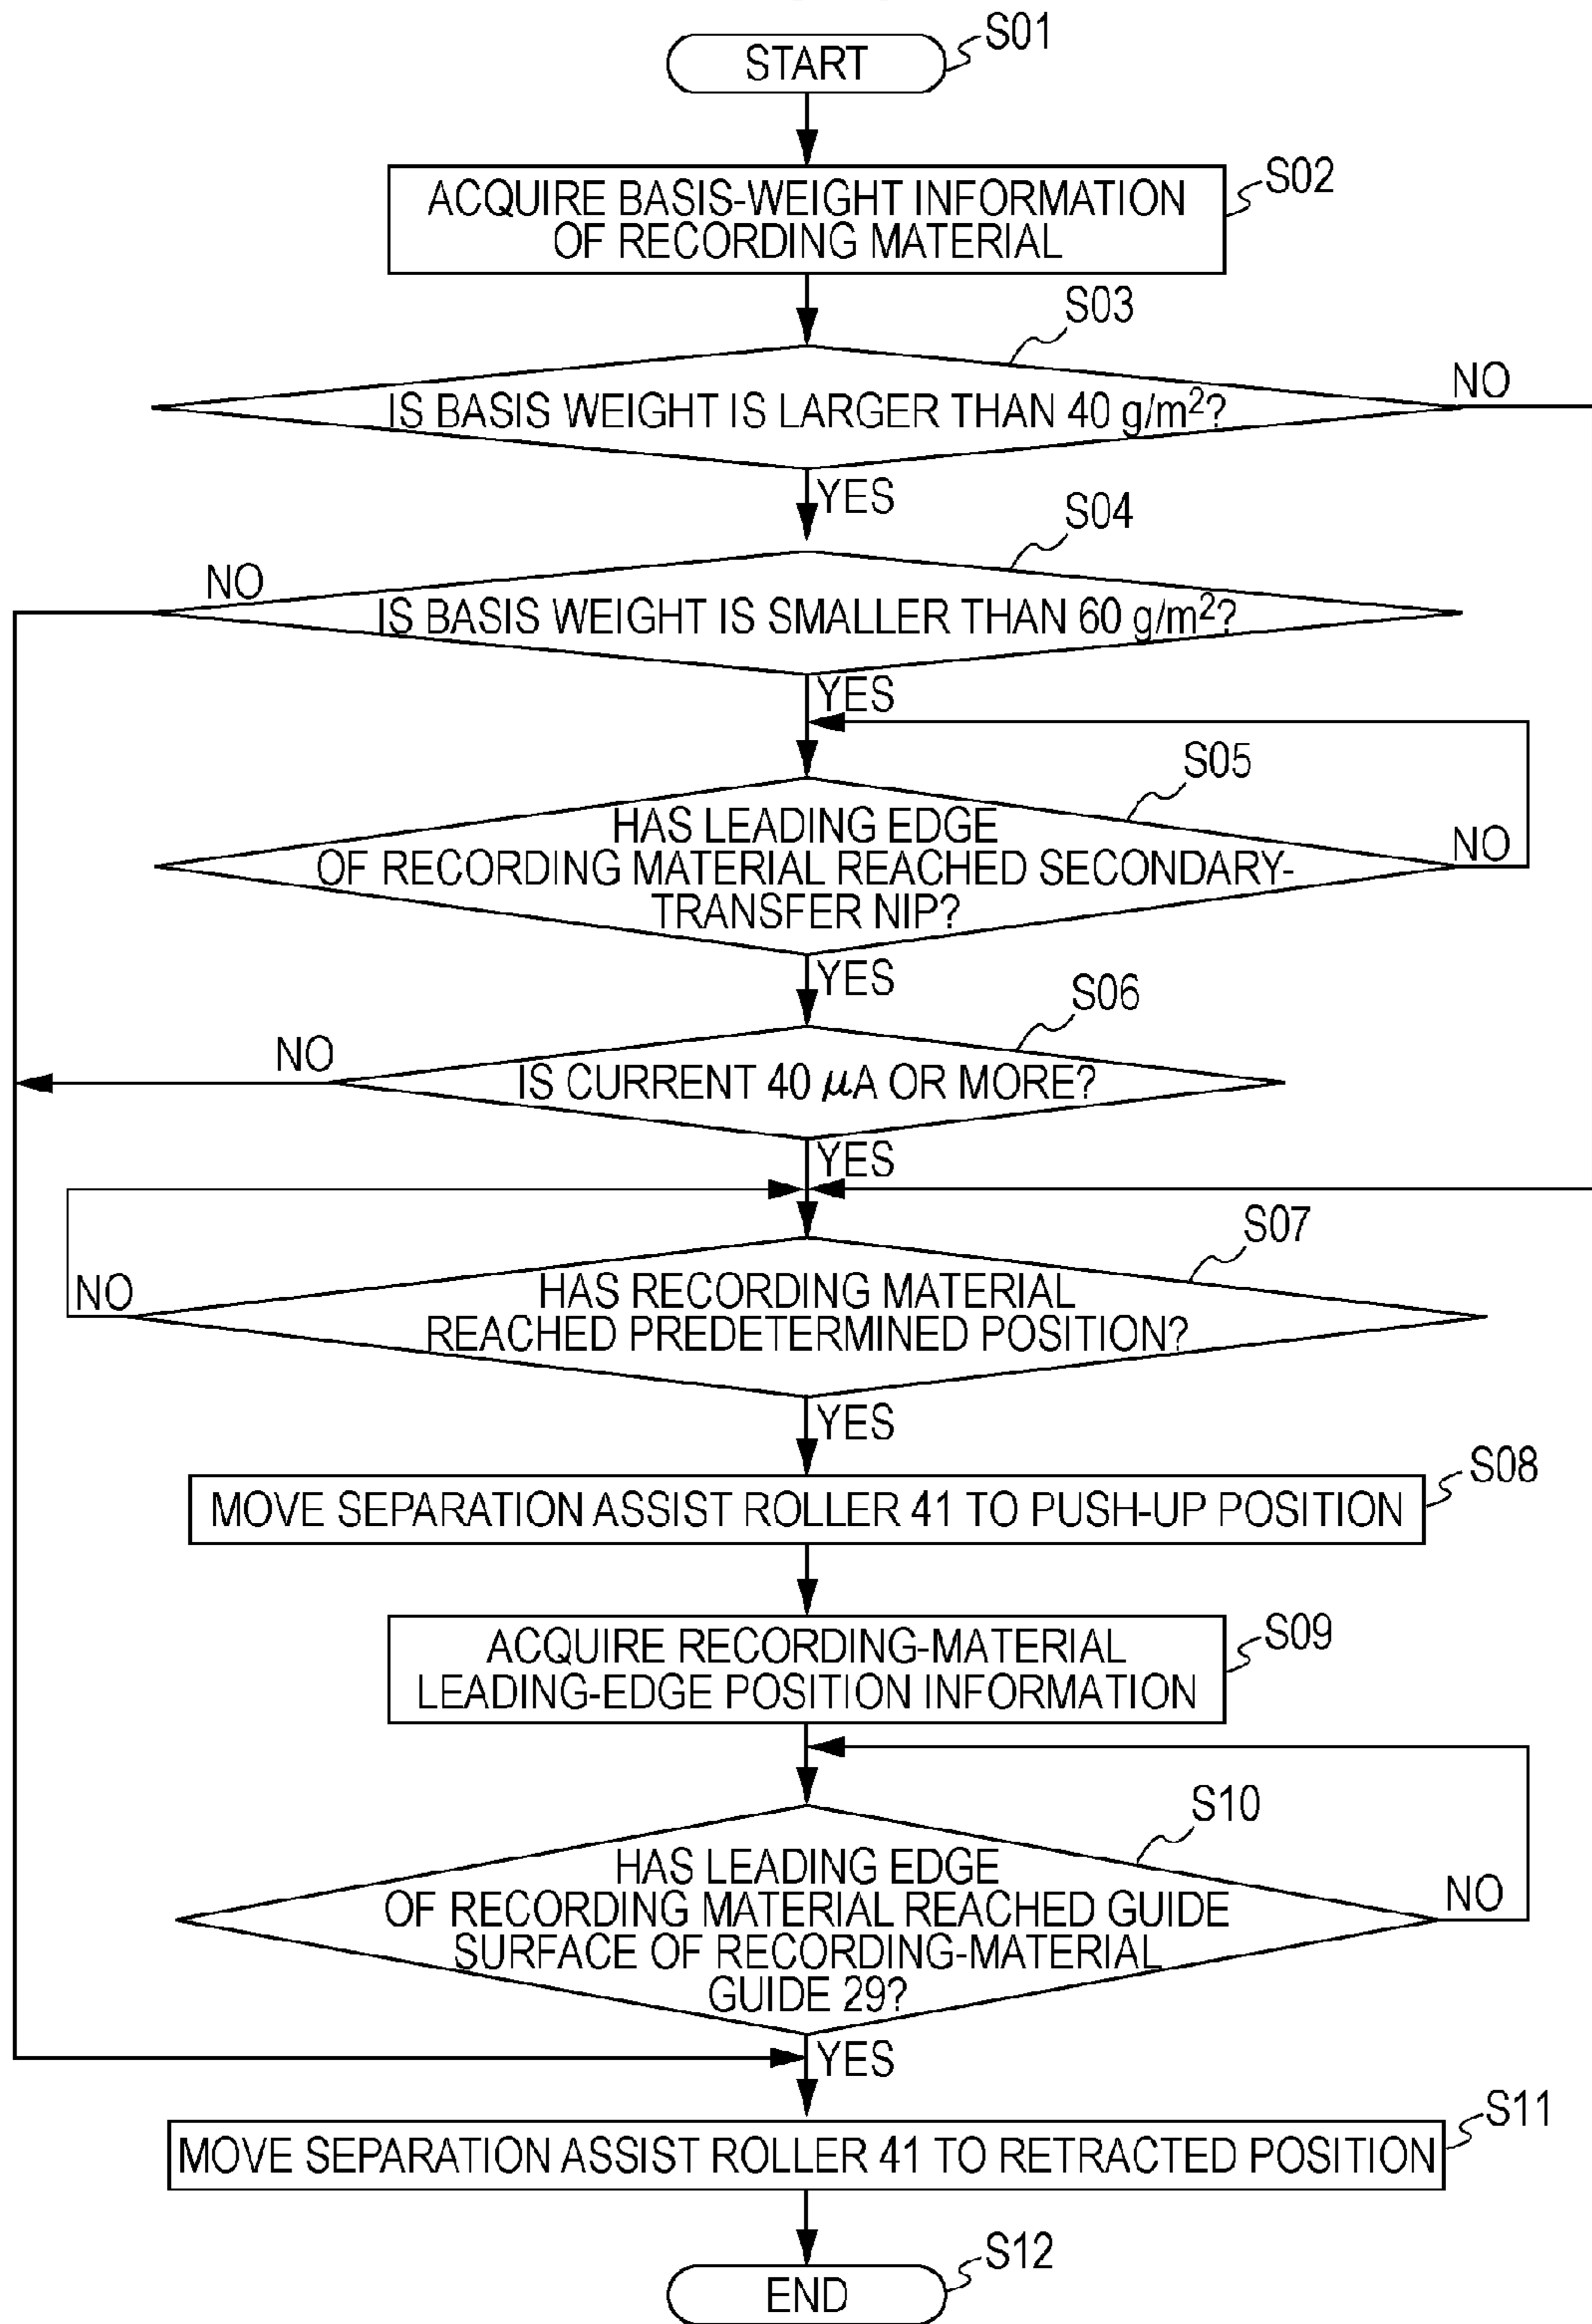 START
S01
ACQUIRE BASIS-WEIGHT INFORMATION
OF RECORDING MATERIAL
S02
S03
IS BASIS WEIGHT IS LARGER THAN 40 g/m²?
NO
YES
S04
NO
IS BASIS WEIGHT IS SMALLER THAN 60 g/m²?
YES
S05
HAS LEADING EDGE
OF RECORDING MATERIAL REACHED SECONDARY-
TRANSFER NIP?
NO
YES
S06
NO
IS CURRENT 40 μA OR MORE?
YES
S07
NO
HAS RECORDING MATERIAL
REACHED PREDETERMINED POSITION?
YES
S08
MOVE SEPARATION ASSIST ROLLER 41 TO PUSH-UP POSITION
S09
ACQUIRE RECORDING-MATERIAL
LEADING-EDGE POSITION INFORMATION
S10
HAS LEADING EDGE
OF RECORDING MATERIAL REACHED GUIDE
SURFACE OF RECORDING-MATERIAL
GUIDE 29?
NO
YES
S11
MOVE SEPARATION ASSIST ROLLER 41 TO RETRACTED POSITION
S12
END